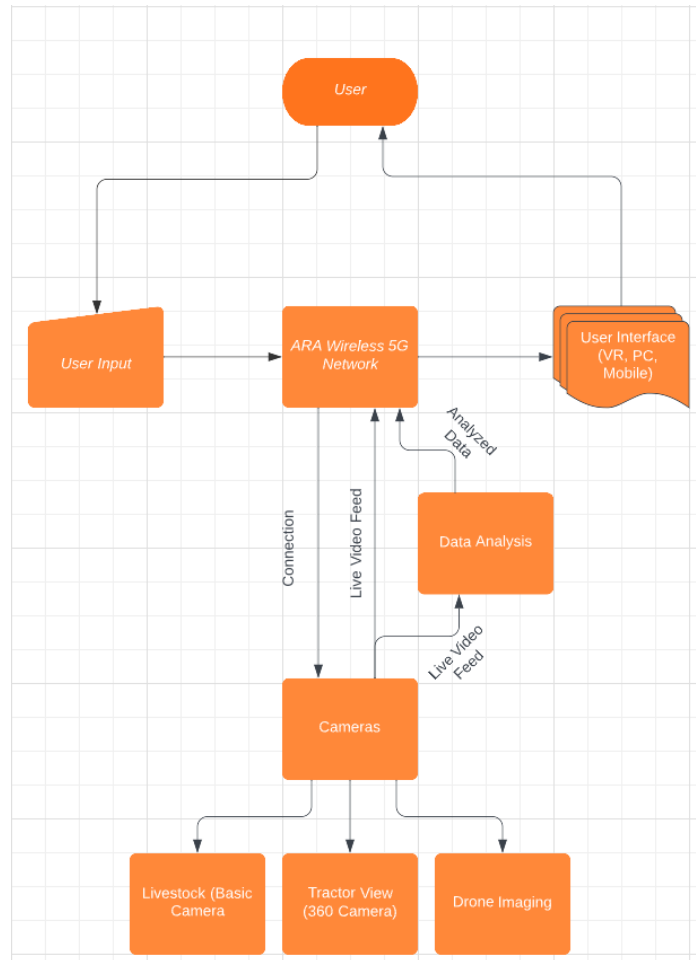 User
User Input
ARA Wireless 5G
Network
User Interface
(VR, PC,
Mobile)
Analyzed
Data
Connection
Live Video Feed
Data Analysis
Live Video
Feed
Cameras
Livestock (Basic
Camera
Tractor View
(360 Camera)
Drone Imaging